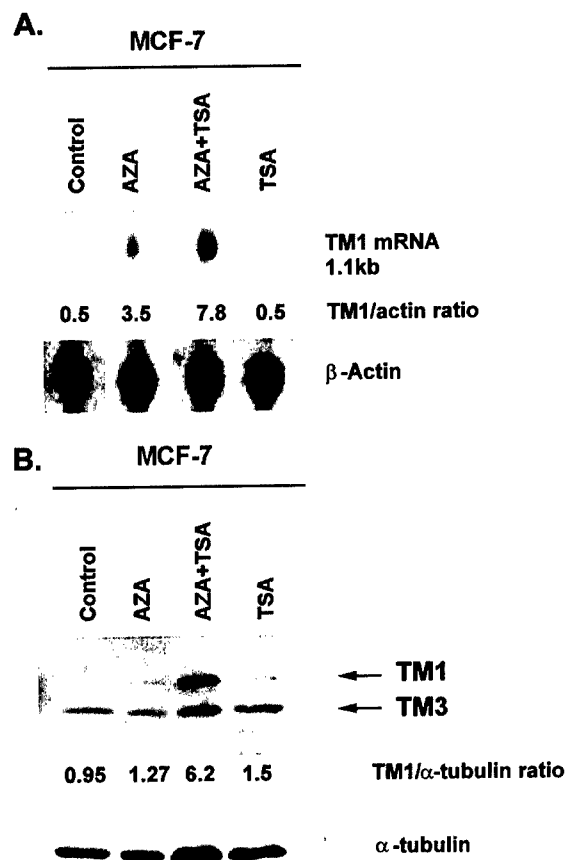 A.
MCF-7
Control
AZA
AZA+TSA
TSA
TM1 mRNA
1.1kb
0.5 3.5 7.8 0.5 TM1/actin ratio
β-Actin
B.
MCF-7
Control
AZA
AZA+TSA
TSA
TM1
TM3
0.95 1.27 6.2 1.5 TM1/α-tubulin ratio
α-tubulin